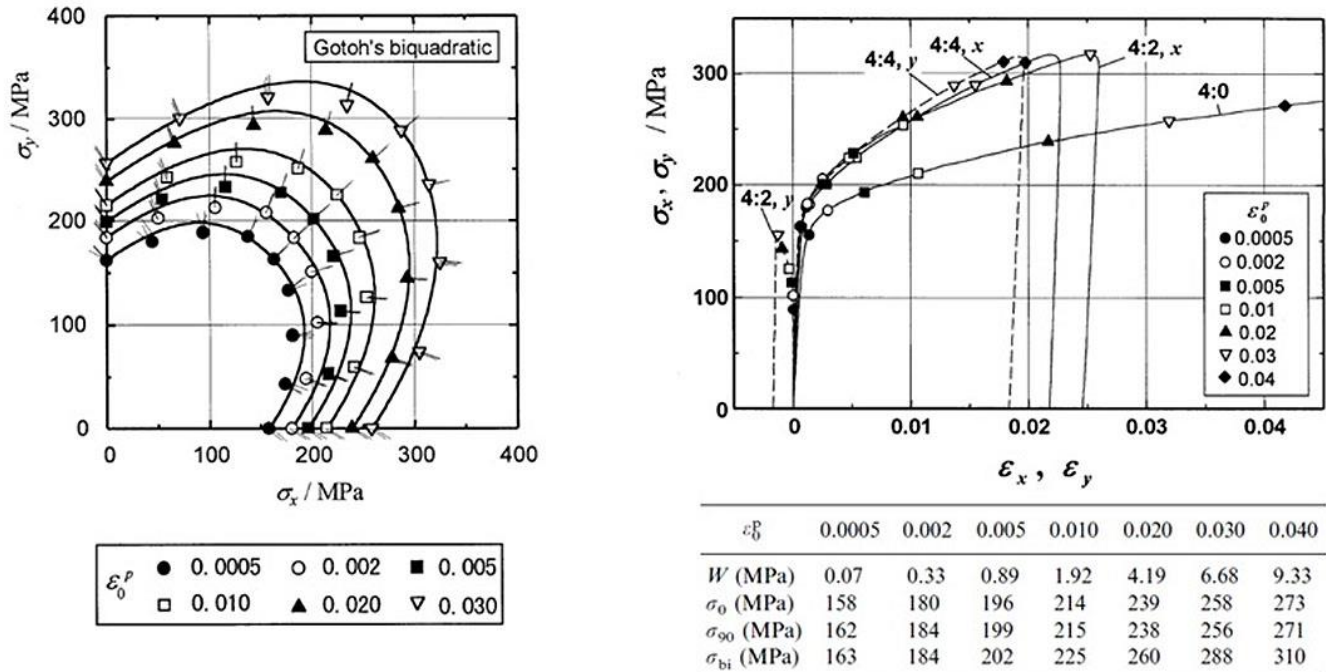 400
300
200
100
0
σy / MPa
Gotoh's biquadratic
0 100 200 300 400
σx / MPa
ε₀ᵖ
0. 0005 0. 002 0. 005
0. 010 0. 020 0. 030
σx, σy / MPa
300
200
100
0
4:4, y
4:4, x
4:2, x
4:0
4:2, y
ε₀ᵖ
0.0005
0.002
0.005
0.01
0.02
0.03
0.04
0 0.01 0.02 0.03 0.04
εx , εy
ε₀ᵖ 0.0005 0.002 0.005 0.010 0.020 0.030 0.040
W (MPa) 0.07 0.33 0.89 1.92 4.19 6.68 9.33
σ₀ (MPa) 158 180 196 214 239 258 273
σ₉₀ (MPa) 162 184 199 215 238 256 271
σbi (MPa) 163 184 202 225 260 288 310